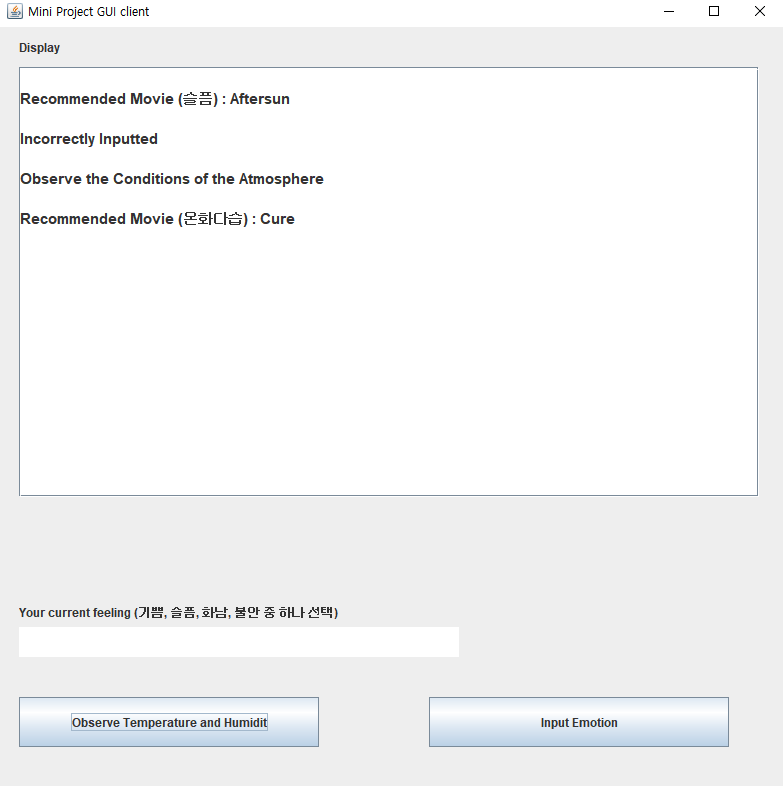 Mini Project GUI client
Display
Recommended Movie (슬픔) : Aftersun
Incorrectly Inputted
Observe the Conditions of the Atmosphere
Recommended Movie (온화다습) : Cure
Your current feeling (기쁨, 슬픔, 화남, 불안 중 하나 선택)
Observe Temperature and Humidit
Input Emotion